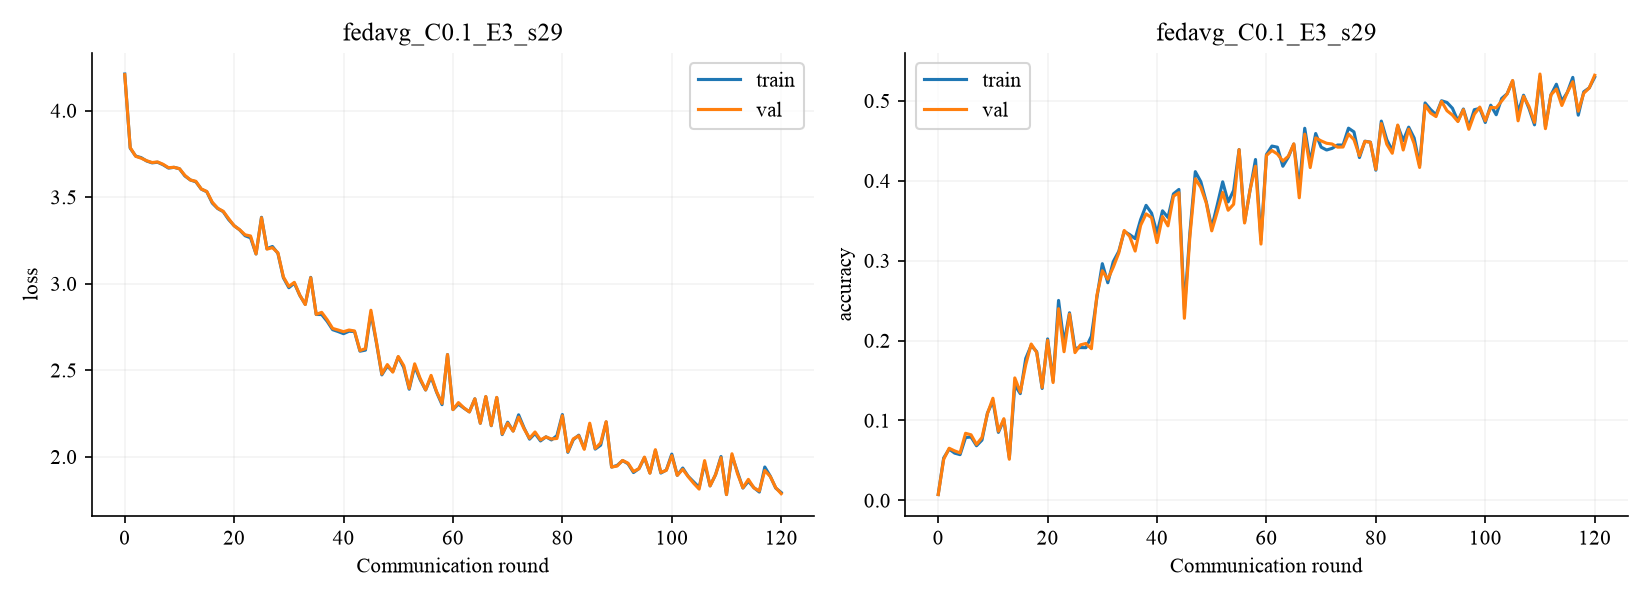 fedavg_C0.1_E3_s29
train
val
4.0
3.5
3.0
2.5
2.0
loss
0 20 40 60 80 100 120
Communication round
fedavg_C0.1_E3_s29
train
val
0.5
0.4
0.3
0.2
0.1
0.0
accuracy
0 20 40 60 80 100 120
Communication round